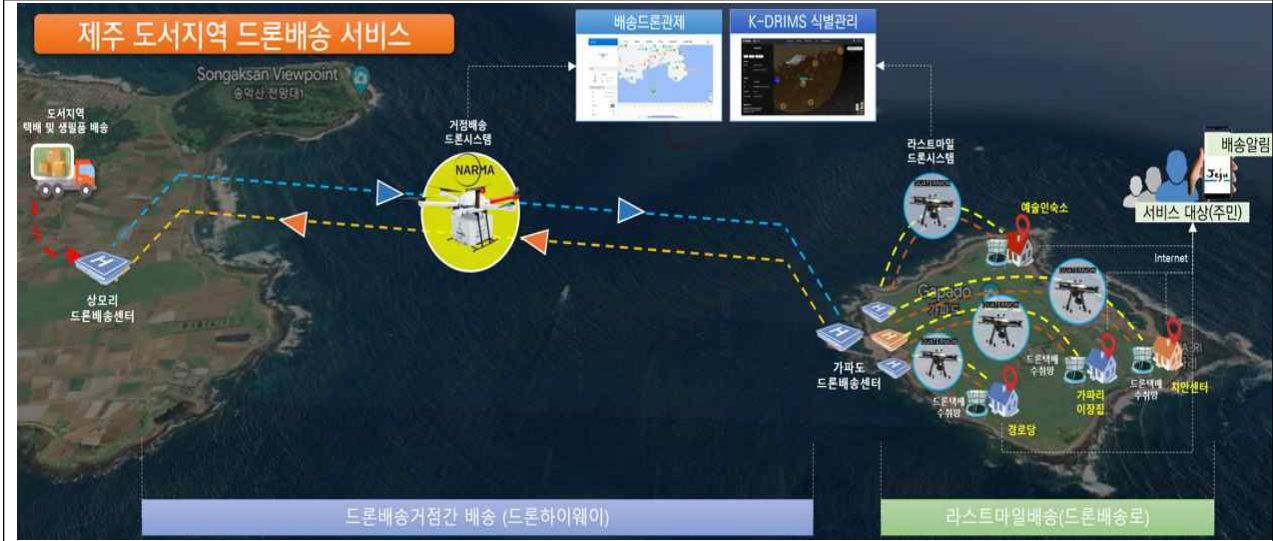 제주 도서지역 드론배송 서비스
배송드론관제
K-DRIMS 식별관리
Songaksan Viewpoint
송악산 전망대1
도서지역
택배 및 생필품 배송
거점배송
드론시스템
NARMA
라스트마일
드론시스템
QUATERNION
배송알림
Jeju
서비스 대상(주민)
예술인숙소
Internet
상모리
드론배송센터
Gapado
가파도
QUATERNION
QUATERNION
QUATERNION
가파도
드론배송센터
드론택배
수취망
드론택배
수취망
드론택배
수취망
가파리
이장집
치안센터
경로당
드론배송거점간 배송 (드론하이웨이)
라스트마일배송(드론배송로)